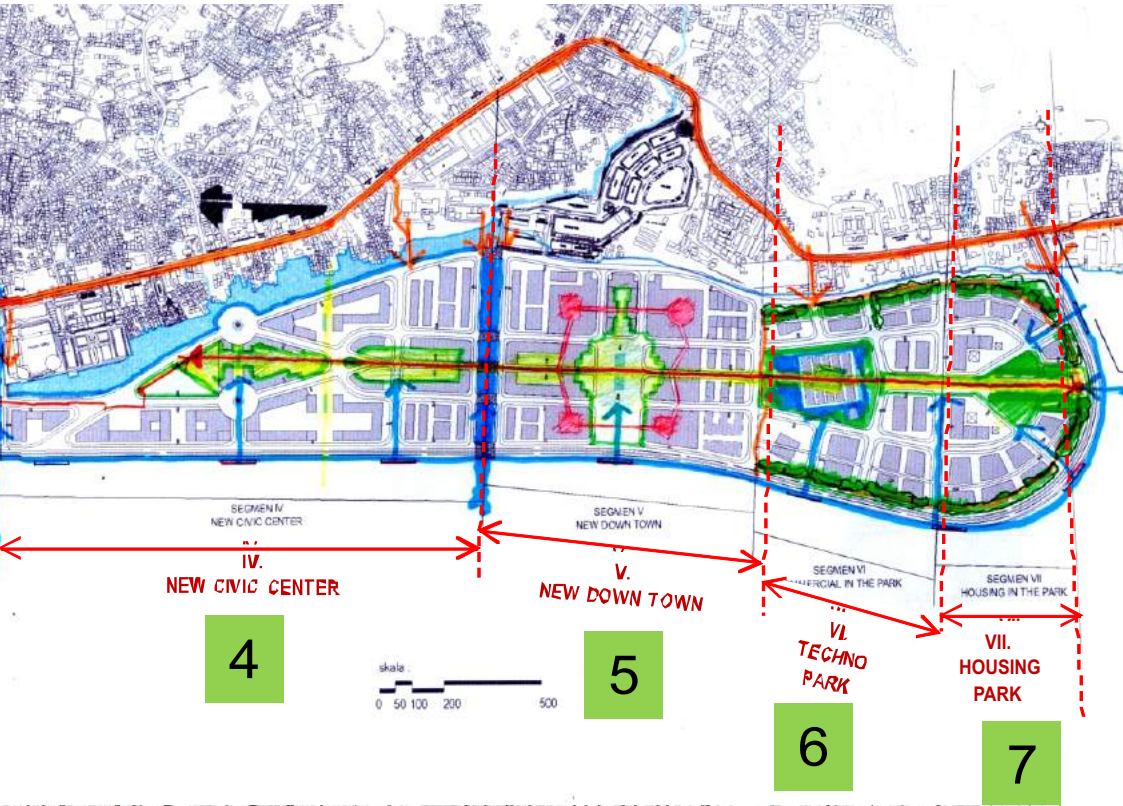 SEGMEN IV
NEW CIVIC CENTER
SEGMEN V
NEW DOWN TOWN
SEGMEN VI
MERCIAL IN THE PARK
SEGMEN VII
HOUSING IN THE PARK
IV.
NEW CIVIC CENTER
V.
NEW DOWN TOWN
VI.
TECHNO
PARK
VII.
HOUSING
PARK
4
5
6
7
skala :
0 50 100 200 500